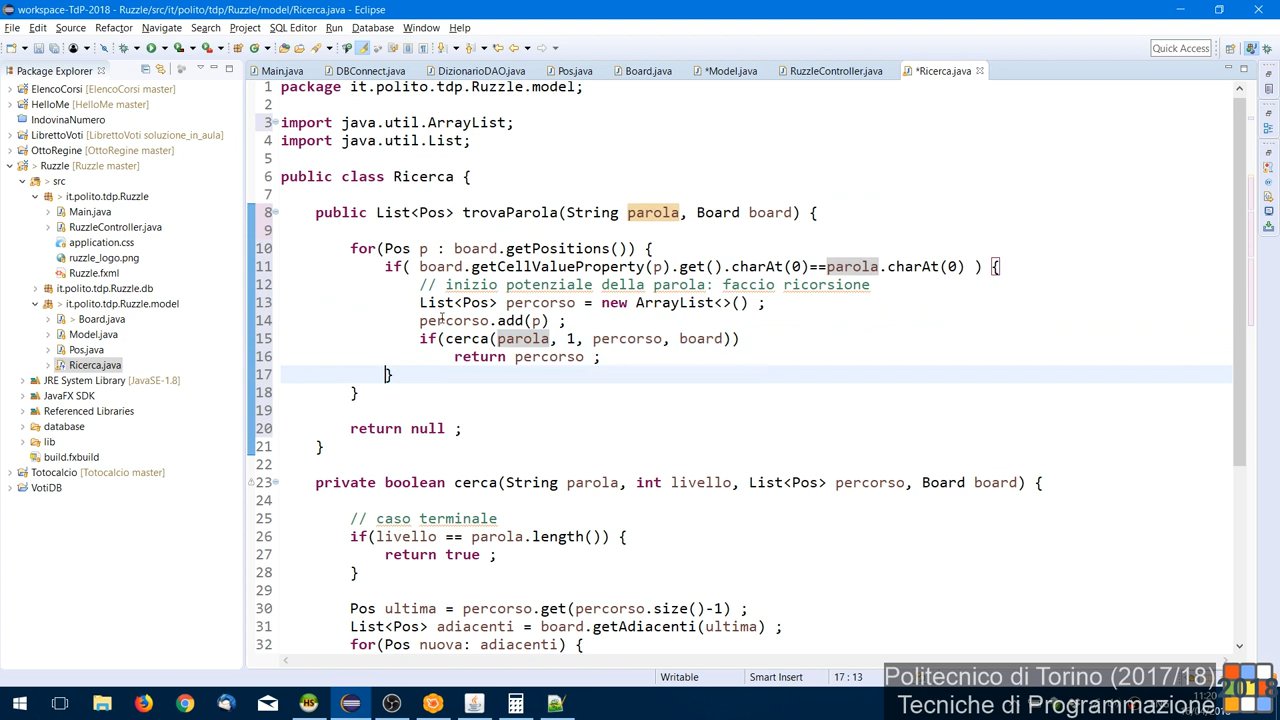 workspace-TdP-2018 - Ruzzle/src/it/polito/tdp/Ruzzle/model/Ricerca.java - Eclipse
File Edit Source Refactor Navigate Search Project SQL Editor Run Database Window Help
Quick Access
Package Explorer
Main.java DBConnect.java DizionarioDAO.java Pos.java Board.java *Model.java RuzzleController.java *Ricerca.java
ElencoCorsi [ElencoCorsi master]
HelloMe [HelloMe master]
IndovinaNumero
LibrettoVoti [LibrettoVoti soluzione_in_aula]
OttoRegine [OttoRegine master]
Ruzzle [Ruzzle master]
src
it.polito.tdp.Ruzzle
Main.java
RuzzleController.java
application.css
ruzzle_logo.png
Ruzzle.fxml
it.polito.tdp.Ruzzle.db
it.polito.tdp.Ruzzle.model
Board.java
Model.java
Pos.java
Ricerca.java
JRE System Library [JavaSE-1.8]
JavaFX SDK
Referenced Libraries
database
lib
build.fxbuild
Totocalcio [Totocalcio master]
VotiDB
1 package it.polito.tdp.Ruzzle.model;
2
3 import java.util.ArrayList;
4 import java.util.List;
5
6 public class Ricerca {
7
8 public List<Pos> trovaParola(String parola, Board board) {
9
10 for(Pos p : board.getPositions()) {
11 if( board.getCellValueProperty(p).get().charAt(0)==parola.charAt(0) ) {
12 // inizio potenziale della parola: faccio ricorsione
13 List<Pos> percorso = new ArrayList<>() ;
14 percorso.add(p) ;
15 if(cerca(parola, 1, percorso, board))
16 return percorso ;
17 }
18 }
19
20 return null ;
21 }
22
23 private boolean cerca(String parola, int livello, List<Pos> percorso, Board board) {
24
25 // caso terminale
26 if(livello == parola.length()) {
27 return true ;
28 }
29
30 Pos ultima = percorso.get(percorso.size()-1) ;
31 List<Pos> adiacenti = board.getAdiacenti(ultima) ;
32 for(Pos nuova: adiacenti) {
Writable Smart Insert 17 : 13
Politecnico di Torino (2017/18)
Tecniche di Programmazione
2018
11:20